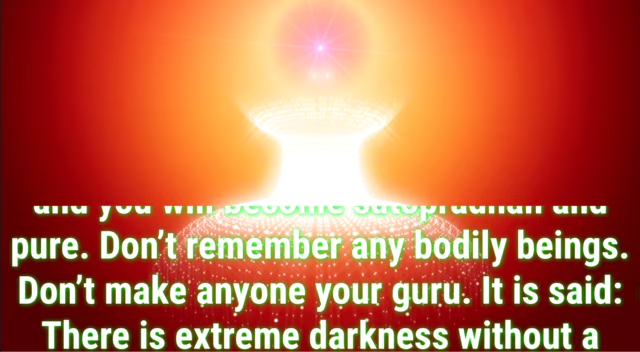 and you will become satopradhan and
pure. Don't remember any bodily beings.
Don't make anyone your guru. It is said:
There is extreme darkness without a